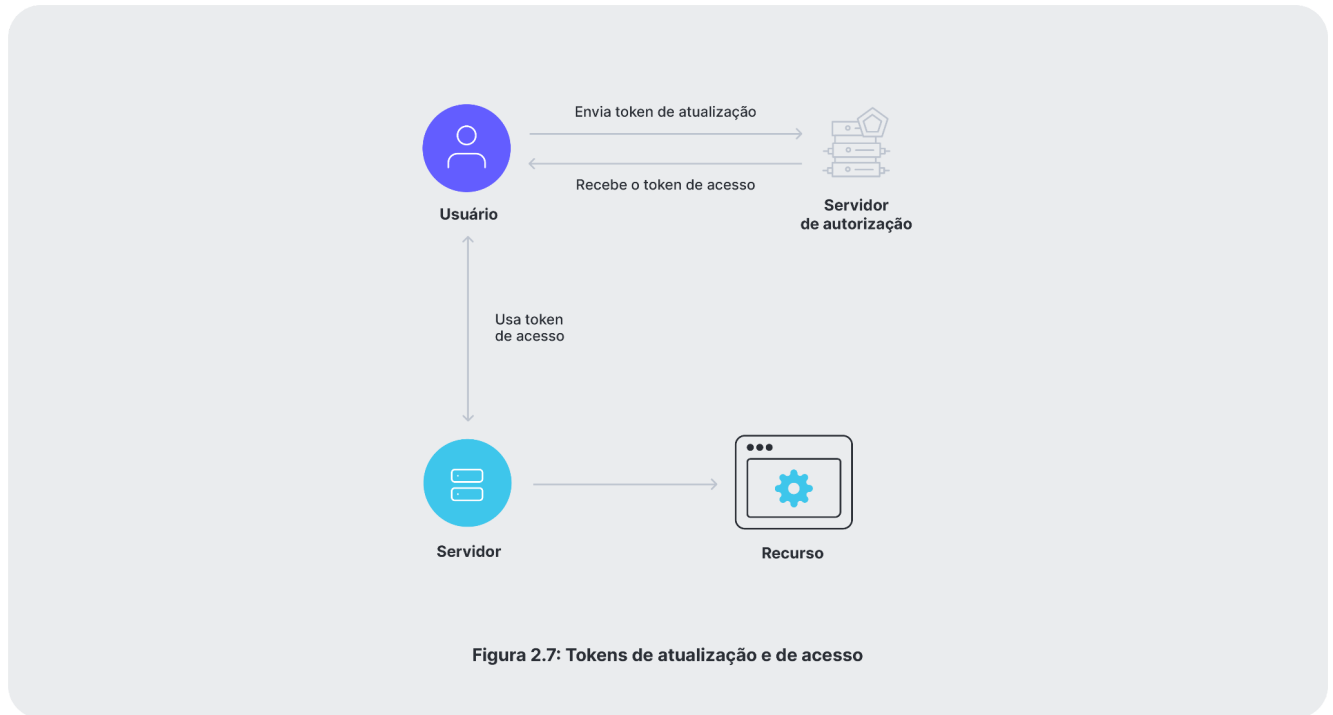 Envia token de atualização
Recebe o token de acesso
Usuário
Servidor
de autorização
Usa token
de acesso
Servidor
Recurso
Figura 2.7: Tokens de atualização e de acesso